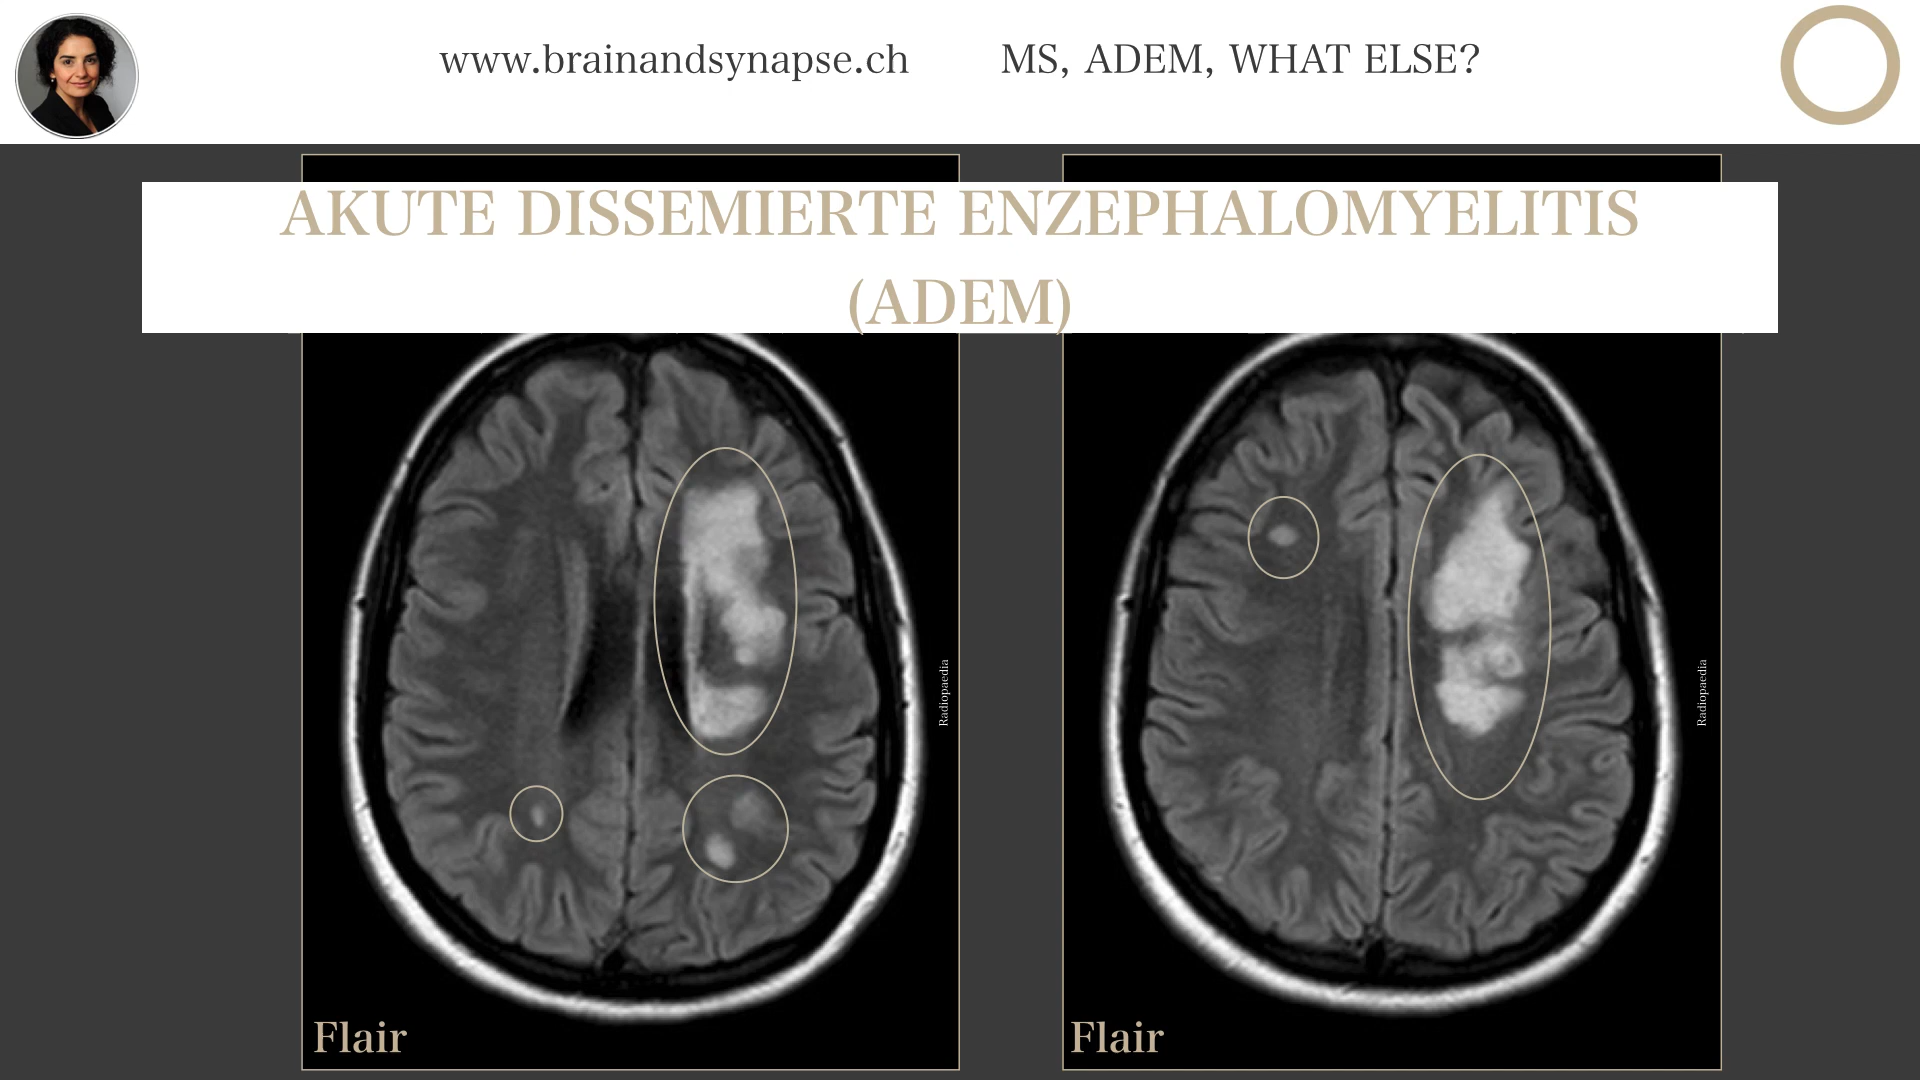 www.brainandsynapse.ch MS, ADEM, WHAT ELSE?
AKUTE DISSEMIERTE ENZEPHALOMYELITIS
(ADEM)
Radiopaedia
Radiopaedia
Flair
Flair